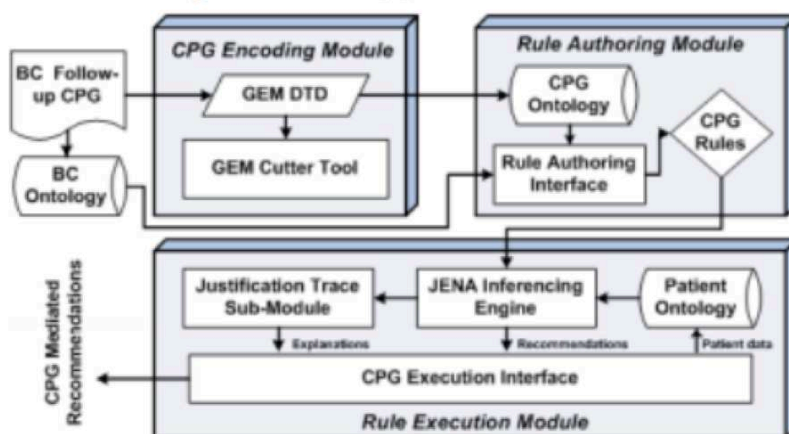 CPG Encoding Module
Rule Authoring Module
BC Follow-
up CPG
GEM DTD
CPG
Ontology
CPG
Rules
GEM Cutter Tool
Rule Authoring
Interface
BC
Ontology
CPG Mediated
Recommendations
Justification Trace
Sub-Module
JENA Inferencing
Engine
Patient
Ontology
Explanations
Recommendations
Patient data
CPG Execution Interface
Rule Execution Module